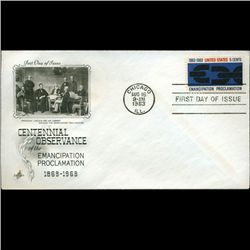 First Day of Issue
CENTENNIAL
OBSERVANCE
of the
EMANCIPATION
PROCLAMATION
1863-1963
CHICAGO
AUG 16
9 AM
1963
ILL.
1863-1963 UNITED STATES 5 CENTS
EMANCIPATION PROCLAMATION
FIRST DAY OF ISSUE